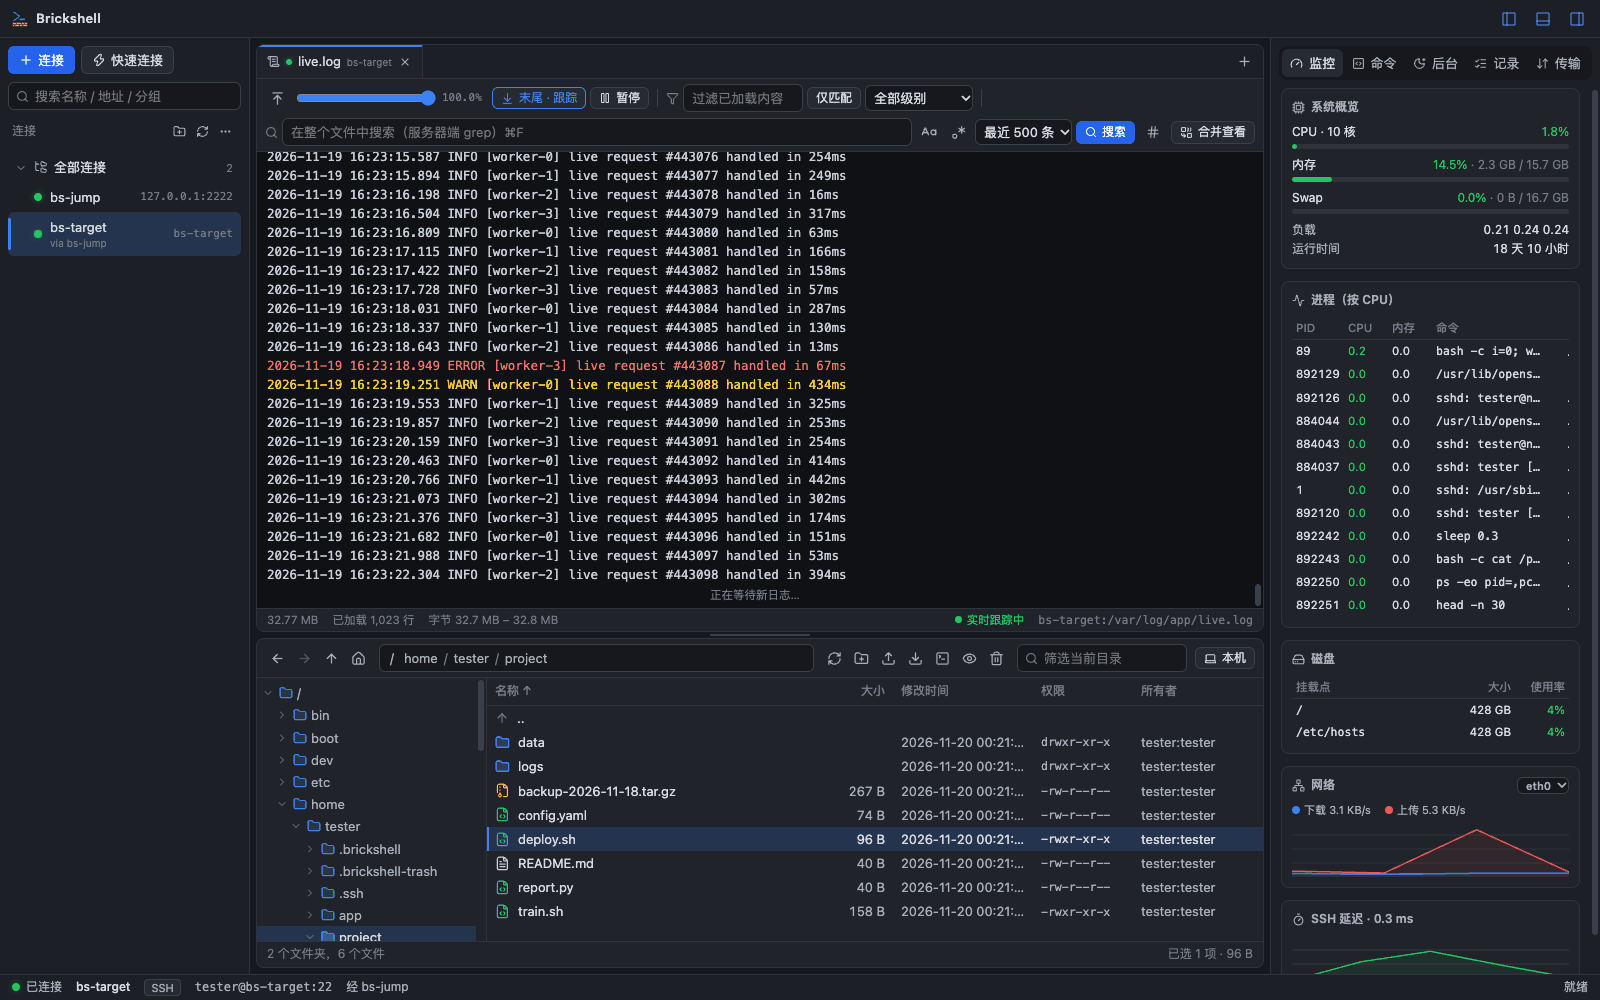 Brickshell
连接
快速连接
搜索名称 / 地址 / 分组
连接
全部连接 2
bs-jump 127.0.0.1:2222
bs-target bs-target
via bs-jump
live.log bs-target
100.0% 末尾 · 跟踪 暂停 过滤已加载内容 仅匹配 全部级别
在整个文件中搜索（服务器端 grep）⌘F Aa .* 最近 500 条 搜索 # 合并查看
2026-11-19 16:23:15.587 INFO [worker-0] live request #443076 handled in 254ms
2026-11-19 16:23:15.894 INFO [worker-1] live request #443077 handled in 249ms
2026-11-19 16:23:16.198 INFO [worker-2] live request #443078 handled in 16ms
2026-11-19 16:23:16.504 INFO [worker-3] live request #443079 handled in 317ms
2026-11-19 16:23:16.809 INFO [worker-0] live request #443080 handled in 63ms
2026-11-19 16:23:17.115 INFO [worker-1] live request #443081 handled in 166ms
2026-11-19 16:23:17.422 INFO [worker-2] live request #443082 handled in 158ms
2026-11-19 16:23:17.728 INFO [worker-3] live request #443083 handled in 57ms
2026-11-19 16:23:18.031 INFO [worker-0] live request #443084 handled in 287ms
2026-11-19 16:23:18.337 INFO [worker-1] live request #443085 handled in 130ms
2026-11-19 16:23:18.643 INFO [worker-2] live request #443086 handled in 13ms
2026-11-19 16:23:18.949 ERROR [worker-3] live request #443087 handled in 67ms
2026-11-19 16:23:19.251 WARN [worker-0] live request #443088 handled in 434ms
2026-11-19 16:23:19.553 INFO [worker-1] live request #443089 handled in 325ms
2026-11-19 16:23:19.857 INFO [worker-2] live request #443090 handled in 253ms
2026-11-19 16:23:20.159 INFO [worker-3] live request #443091 handled in 254ms
2026-11-19 16:23:20.463 INFO [worker-0] live request #443092 handled in 414ms
2026-11-19 16:23:20.766 INFO [worker-1] live request #443093 handled in 442ms
2026-11-19 16:23:21.073 INFO [worker-2] live request #443094 handled in 302ms
2026-11-19 16:23:21.376 INFO [worker-3] live request #443095 handled in 174ms
2026-11-19 16:23:21.682 INFO [worker-0] live request #443096 handled in 151ms
2026-11-19 16:23:21.988 INFO [worker-1] live request #443097 handled in 53ms
2026-11-19 16:23:22.304 INFO [worker-2] live request #443098 handled in 394ms
正在等待新日志...
32.77 MB 已加载 1,023 行 字节 32.7 MB – 32.8 MB 实时跟踪中 bs-target:/var/log/app/live.log
/ home / tester / project 筛选当前目录 本机
/
bin
boot
dev
etc
home
tester
.brickshell
.brickshell-trash
.ssh
app
project
名称 ↑ 大小 修改时间 权限 所有者
..
data 2026-11-20 00:21:... drwxr-xr-x tester:tester
logs 2026-11-20 00:21:... drwxr-xr-x tester:tester
backup-2026-11-18.tar.gz 267 B 2026-11-20 00:21:... -rw-r--r-- tester:tester
config.yaml 74 B 2026-11-20 00:21:... -rw-r--r-- tester:tester
deploy.sh 96 B 2026-11-20 00:21:... -rwxr-xr-x tester:tester
README.md 40 B 2026-11-20 00:21:... -rw-r--r-- tester:tester
report.py 40 B 2026-11-20 00:21:... -rw-r--r-- tester:tester
train.sh 158 B 2026-11-20 00:21:... -rwxr-xr-x tester:tester
2 个文件夹，6 个文件 已选 1 项 · 96 B
监控 命令 后台 记录 传输
系统概览
CPU · 10 核 1.8%
内存 14.5% · 2.3 GB / 15.7 GB
Swap 0.0% · 0 B / 16.7 GB
负载 0.21 0.24 0.24
运行时间 18 天 10 小时
进程（按 CPU）
PID CPU 内存 命令
89 0.2 0.0 bash -c i=0; w…
892129 0.0 0.0 /usr/lib/opens…
892126 0.0 0.0 sshd: tester@n…
884044 0.0 0.0 /usr/lib/opens…
884043 0.0 0.0 sshd: tester@n…
884037 0.0 0.0 sshd: tester […
1 0.0 0.0 sshd: /usr/sbi…
892120 0.0 0.0 sshd: tester […
892242 0.0 0.0 sleep 0.3
892243 0.0 0.0 bash -c cat /p…
892250 0.0 0.0 ps -eo pid=,pc…
892251 0.0 0.0 head -n 30
磁盘
挂载点 大小 使用率
/ 428 GB 4%
/etc/hosts 428 GB 4%
网络 eth0
下载 3.1 KB/s 上传 5.3 KB/s
SSH 延迟 · 0.3 ms
已连接 bs-target SSH tester@bs-target:22 经 bs-jump 就绪